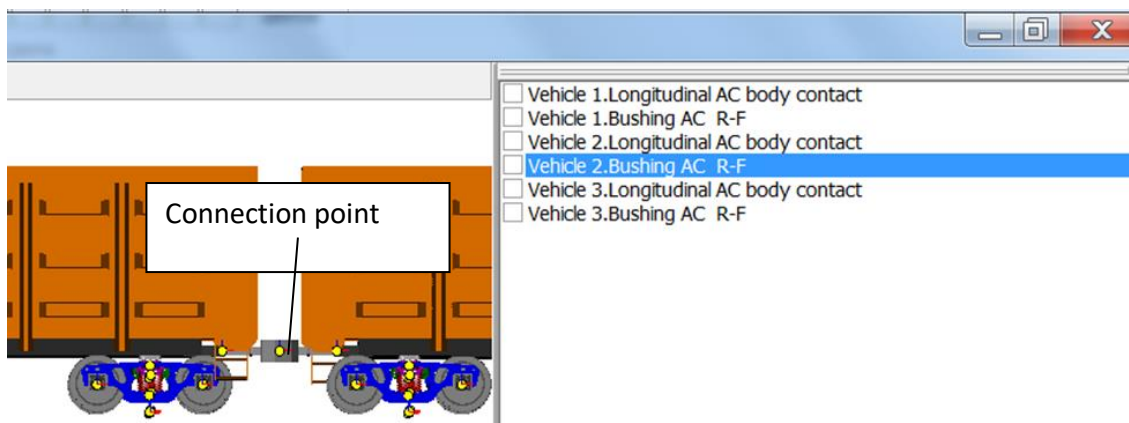 Vehicle 1.Longitudinal AC body contact
Vehicle 1.Bushing AC  R-F
Vehicle 2.Longitudinal AC body contact
Vehicle 2.Bushing AC  R-F
Vehicle 3.Longitudinal AC body contact
Vehicle 3.Bushing AC  R-F
Connection point